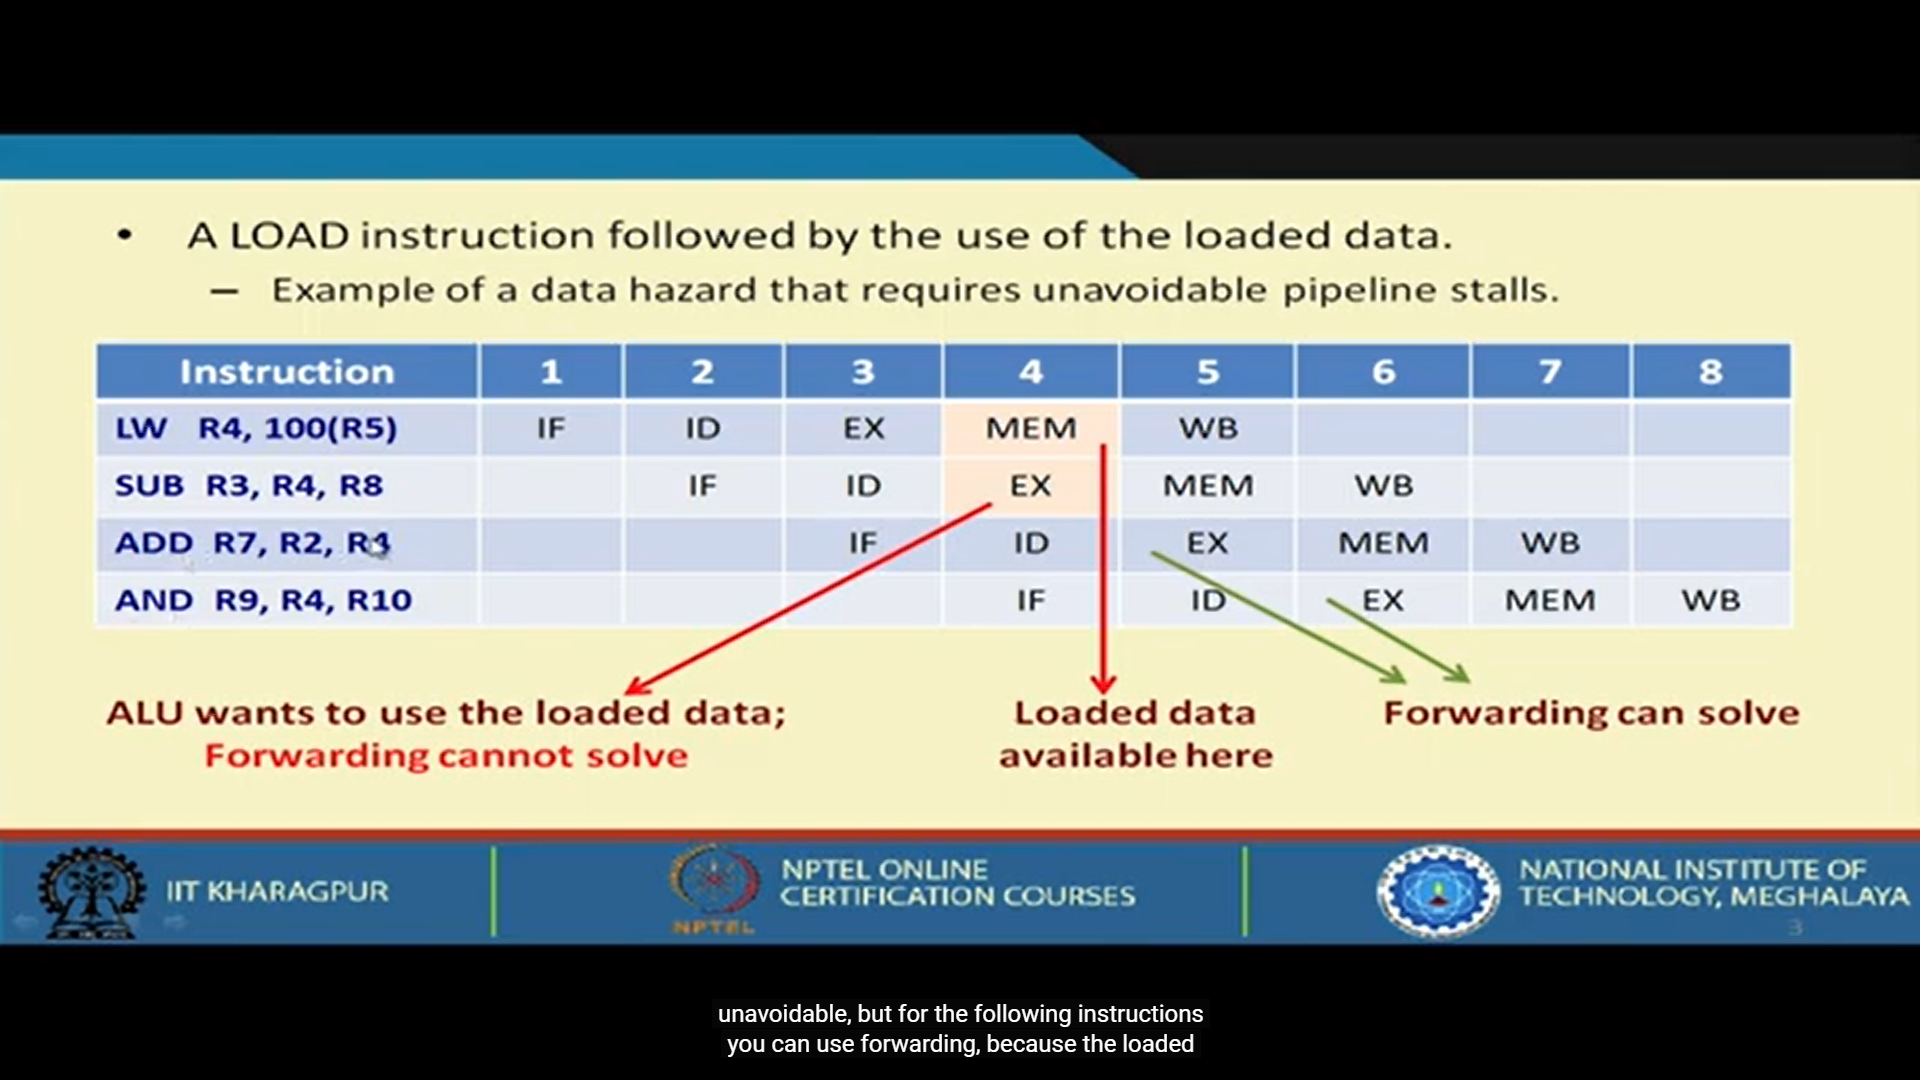 • A LOAD instruction followed by the use of the loaded data.
– Example of a data hazard that requires unavoidable pipeline stalls.
Instruction 1 2 3 4 5 6 7 8
LW R4, 100(R5) IF ID EX MEM WB
SUB R3, R4, R8 IF ID EX MEM WB
ADD R7, R2, R4 IF ID EX MEM WB
AND R9, R4, R10 IF ID EX MEM WB
ALU wants to use the loaded data;
Forwarding cannot solve
Loaded data
available here
Forwarding can solve
IIT KHARAGPUR
NPTEL
NPTEL ONLINE
CERTIFICATION COURSES
NATIONAL INSTITUTE OF
TECHNOLOGY, MEGHALAYA
3
unavoidable, but for the following instructions
you can use forwarding, because the loaded